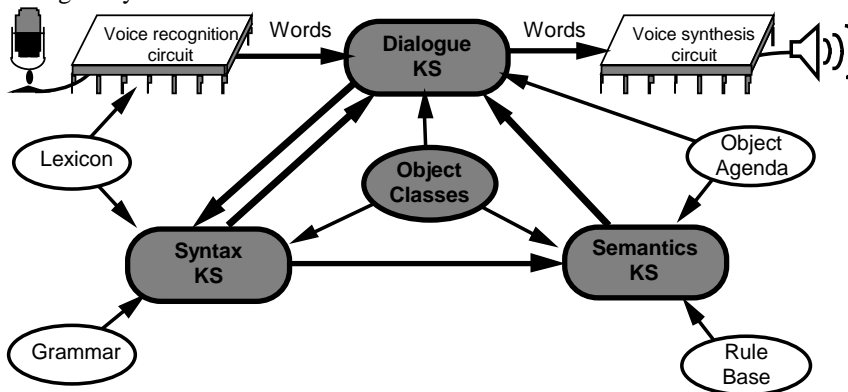 Voice recognition
circuit
Words
Dialogue
KS
Words
Voice synthesis
circuit
Lexicon
Object
Classes
Object
Agenda
Syntax
KS
Semantics
KS
Grammar
Rule
Base